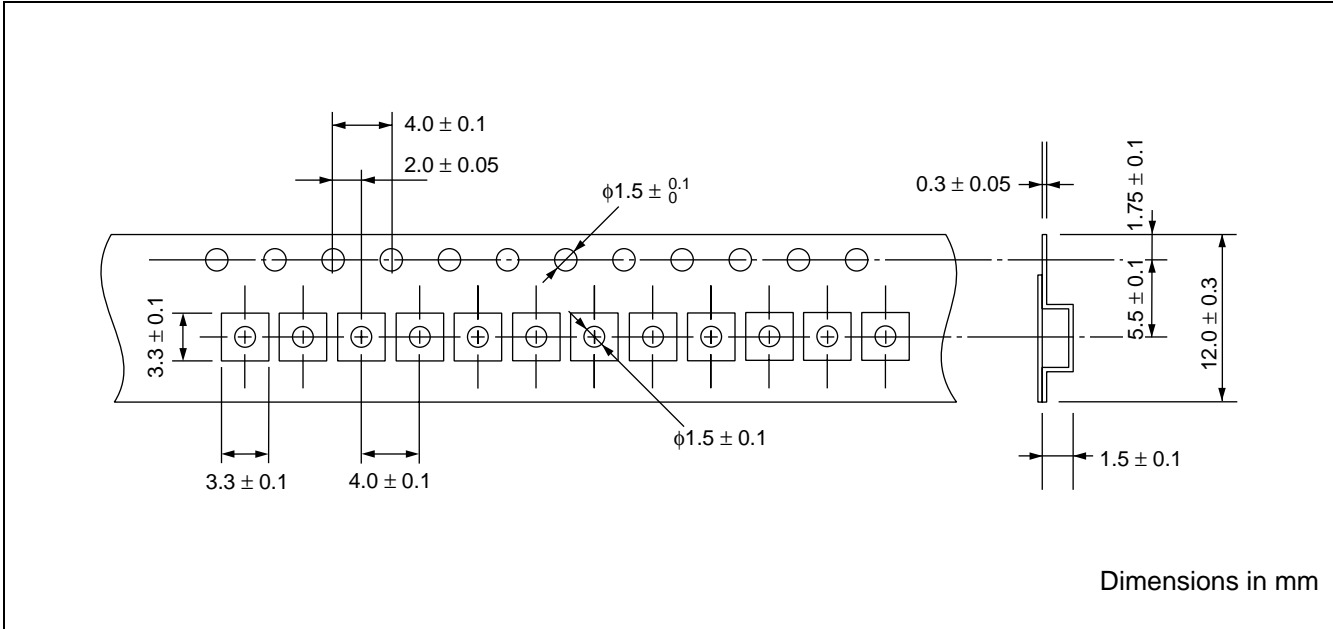 4.0 ± 0.1
2.0 ± 0.05
ϕ1.5 ± 0.1 0
0.3 ± 0.05
1.75 ± 0.1
3.3 ± 0.1
5.5 ± 0.1
12.0 ± 0.3
ϕ1.5 ± 0.1
3.3 ± 0.1
4.0 ± 0.1
1.5 ± 0.1
Dimensions in mm